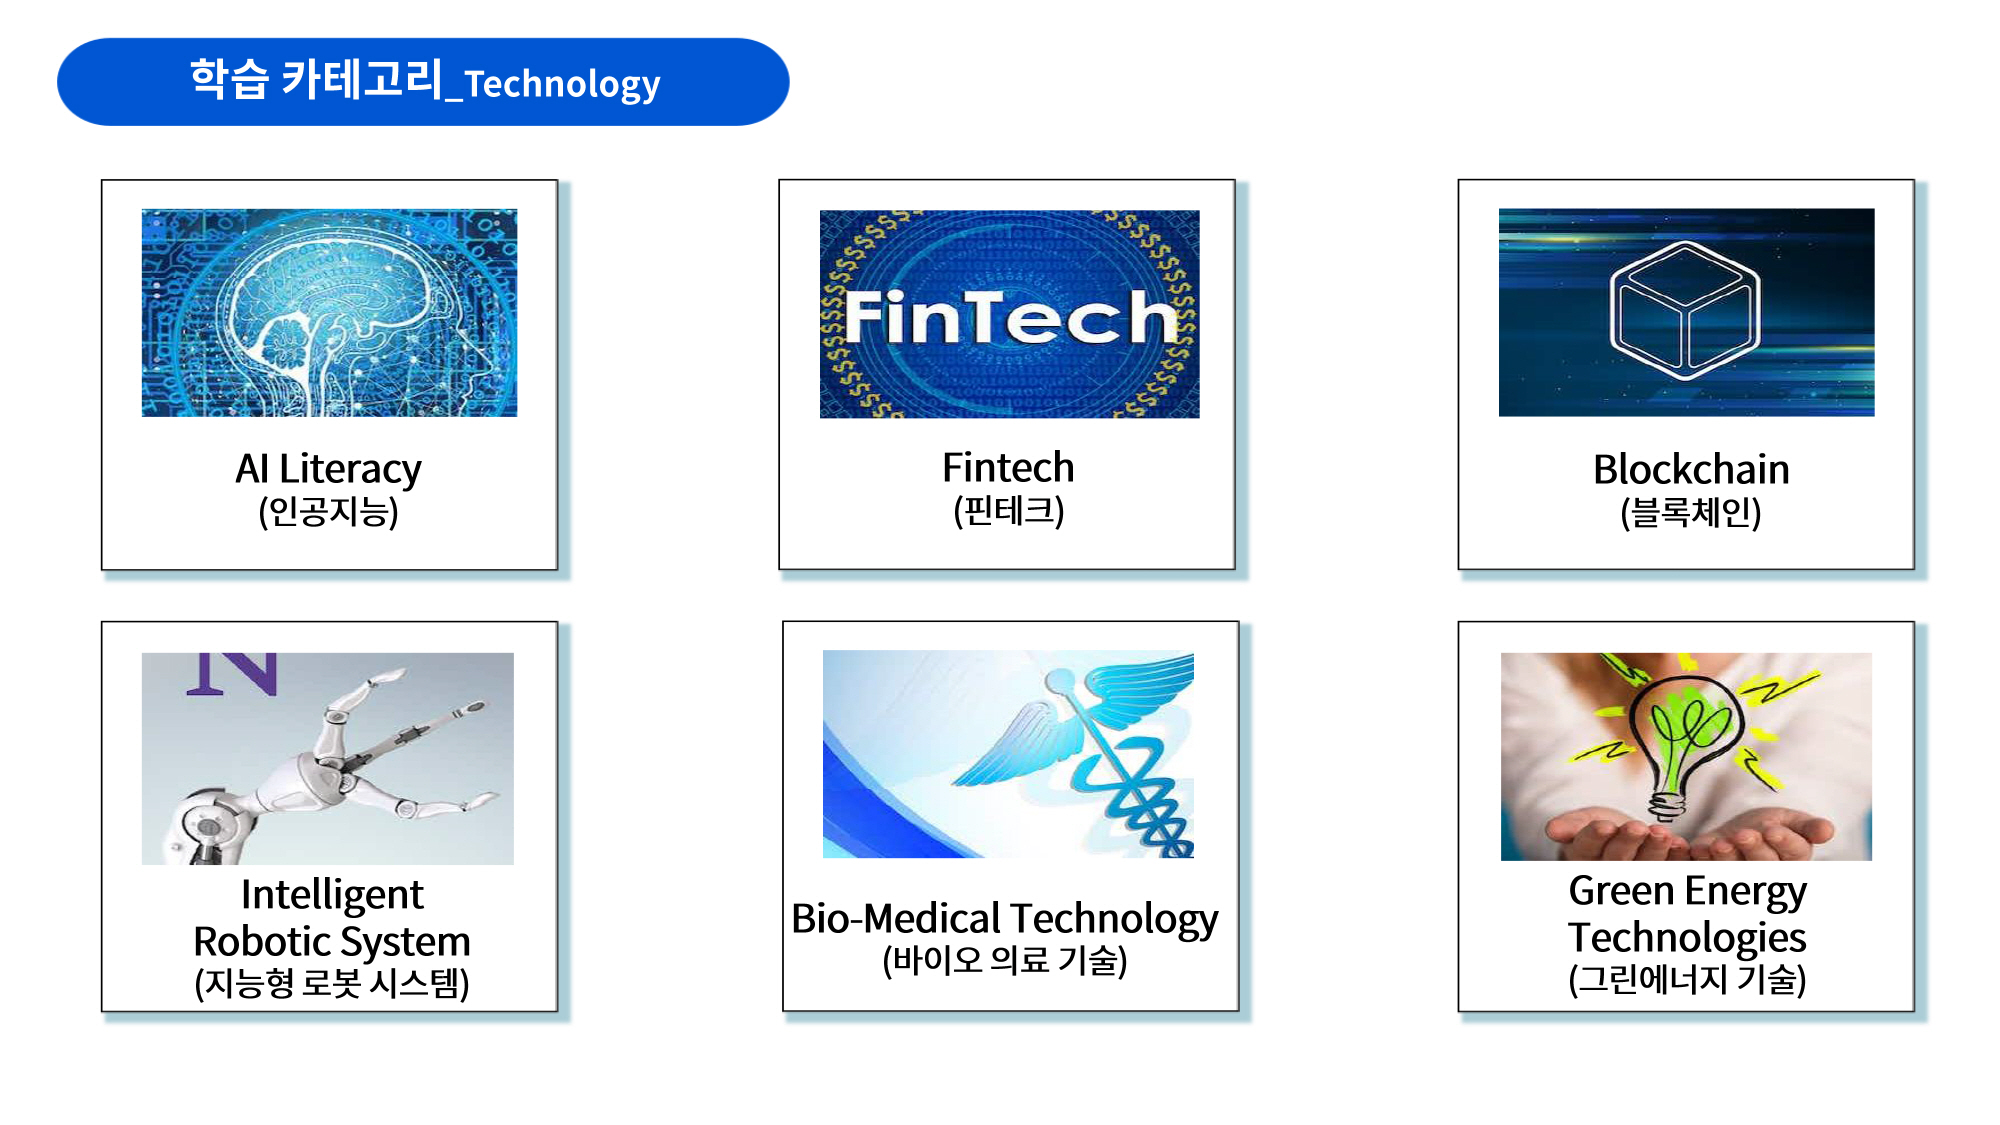 학습 카테고리_Technology
FinTech
AI Literacy
(인공지능)
Fintech
(핀테크)
Blockchain
(블록체인)
N
Intelligent
Robotic System
(지능형 로봇 시스템)
Bio-Medical Technology
(바이오 의료 기술)
Green Energy
Technologies
(그린에너지 기술)